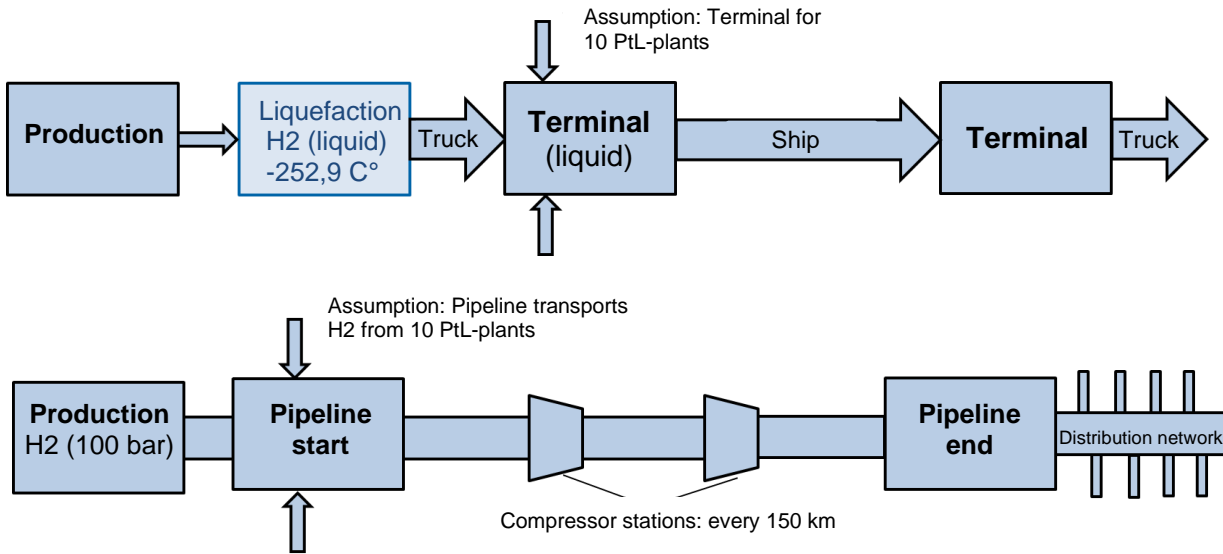 Assumption: Terminal for
10 PtL-plants
Production
Liquefaction
H2 (liquid)
-252,9 C°
Truck
Terminal
(liquid)
Ship
Terminal
Truck
Assumption: Pipeline transports
H2 from 10 PtL-plants
Production
H2 (100 bar)
Pipeline
start
Pipeline
end
Distribution network
Compressor stations: every 150 km